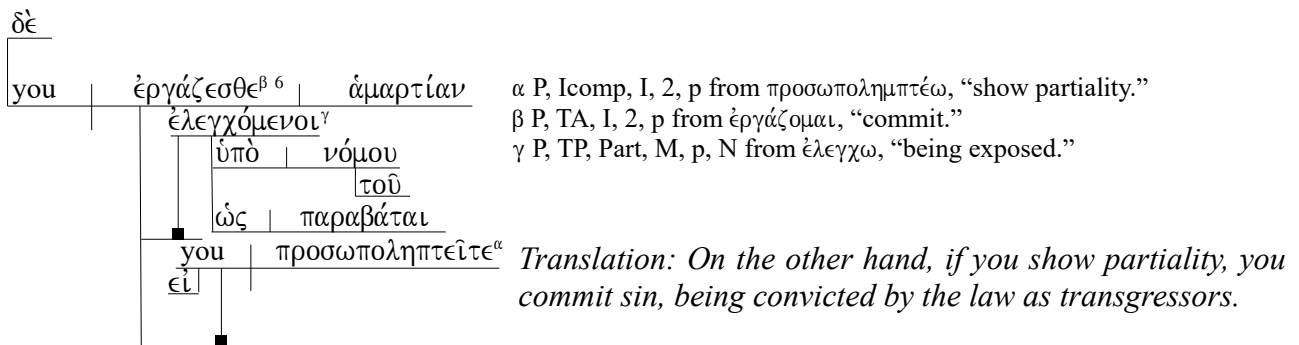 δὲ
you ἐργάζεσθεᵝ ⁶ ἁμαρτίαν
ἐλεγχόμενοιᵞ
ὑπὸ νόμου
τοῦ
ὡς παραβάται
you προσωποληπτεῖτεᵅ
εἰ
α P, Icomp, I, 2, p from προσωπολημπτέω, “show partiality.”
β P, TA, I, 2, p from ἐργάζομαι, “commit.”
γ P, TP, Part, M, p, N from ἐλεγχω, “being exposed.”
Translation: On the other hand, if you show partiality, you
commit sin, being convicted by the law as transgressors.